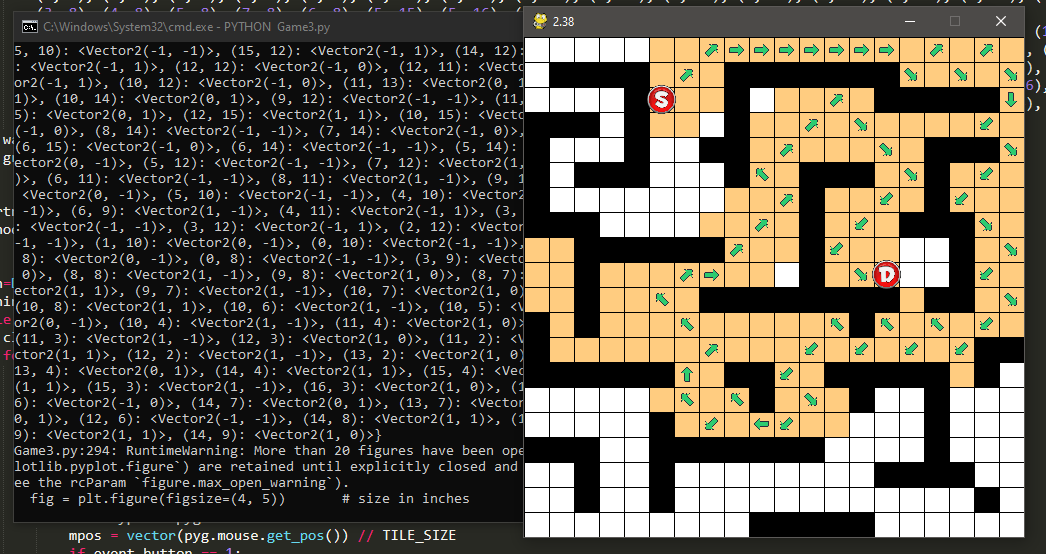 C:\Windows\System32\cmd.exe - PYTHON Game3.py
5, 10): <Vector2(-1, -1)>, (15, 12): <Vector2(-1, 1)>, (14, 12):
: <Vector2(-1, 1)>, (12, 12): <Vector2(-1, 0)>, (12, 11): <Vecto
or2(-1, 1)>, (10, 12): <Vector2(-1, 0)>, (11, 13): <Vector2(0, 1
1)>, (10, 14): <Vector2(0, 1)>, (9, 12): <Vector2(-1, -1)>, (11,
5): <Vector2(0, 1)>, (12, 15): <Vector2(1, 1)>, (10, 15): <Vecto
(-1, 0)>, (8, 14): <Vector2(-1, -1)>, (7, 14): <Vector2(-1, 0)>,
(6, 15): <Vector2(-1, 0)>, (6, 14): <Vector2(-1, -1)>, (5, 14):
ector2(0, -1)>, (5, 12): <Vector2(-1, -1)>, (7, 12): <Vector2(1,
)>, (6, 11): <Vector2(-1, -1)>, (8, 11): <Vector2(1, -1)>, (9, 1
<Vector2(0, -1)>, (5, 10): <Vector2(-1, -1)>, (4, 10): <Vector2(
-1)>, (6, 9): <Vector2(1, -1)>, (4, 11): <Vector2(-1, 1)>, (3,
-1)>, (3, 12): <Vector2(-1, 1)>, (2, 12): <Vector2(
-1, -1)>, (1, 10): <Vector2(0, -1)>, (0, 10): <Vector2(-1, -1)>,
8): <Vector2(0, -1)>, (0, 8): <Vector2(-1, -1)>, (3, 9): <Vector
0)>, (8, 8): <Vector2(1, -1)>, (9, 8): <Vector2(1, 0)>, (8, 7):
ector2(1, 1)>, (9, 7): <Vector2(-1, 1)>, (10, 7): <Vector2(1, 0)
(10, 8): <Vector2(1, 1)>, (10, 6): <Vector2(1, -1)>, (10, 5):
or2(0, -1)>, (10, 4): <Vector2(1, -1)>, (11, 4): <Vector2(1, 0)>
(11, 3): <Vector2(1, -1)>, (12, 3): <Vector2(1, 0)>, (11, 2): <
ctor2(1, 1)>, (12, 2): <Vector2(1, -1)>, (13, 2): <Vector2(1, 0)
13, 4): <Vector2(0, 1)>, (14, 4): <Vector2(1, 1)>, (15, 4): <Vec
(1, 1)>, (15, 3): <Vector2(1, -1)>, (16, 3): <Vector2(1, 0)>, (1
6): <Vector2(-1, 0)>, (14, 7): <Vector2(0, 1)>, (13, 7): <Vector
0, 1)>, (12, 6): <Vector2(-1, -1)>, (14, 8): <Vector2(1, 1)>, (1
9): <Vector2(1, 1)>, (14, 9): <Vector2(1, 0)>}
Game3.py:294: RuntimeWarning: More than 20 figures have been ope
lotlib.pyplot.figure`) are retained until explicitly closed and
ee the rcParam `figure.max_open_warning`).
fig = plt.figure(figsize=(4, 5)) # size in inches
mpos = vector(pyg.mouse.get_pos()) // TILE_SIZE
if event.button == 1:
2.38
S
D